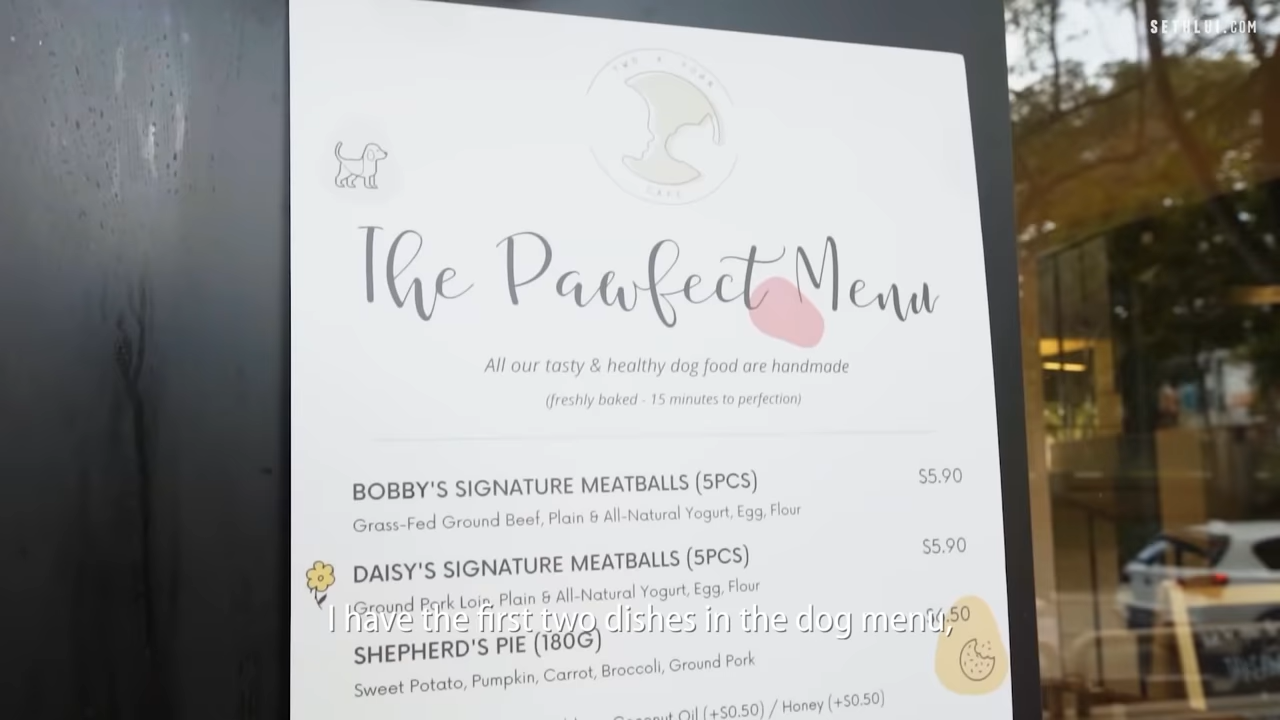 SETHLUI.COM
CAFE
The Pawfect Menu
All our tasty & healthy dog food are handmade
(freshly baked - 15 minutes to perfection)
BOBBY'S SIGNATURE MEATBALLS (5PCS) $5.90
Grass-Fed Ground Beef, Plain & All-Natural Yogurt, Egg, Flour
DAISY'S SIGNATURE MEATBALLS (5PCS) $5.90
Ground Pork Loin, Plain & All-Natural Yogurt, Egg, Flour
I have the first two dishes in the dog menu,
SHEPHERD'S PIE (180G) $6.50
Sweet Potato, Pumpkin, Carrot, Broccoli, Ground Pork
Oil (+$0.50) / Honey (+$0.50)